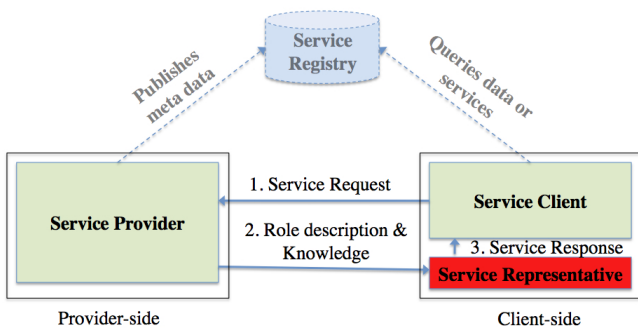 Service
Registry
Publishes
meta data
Queries data or
services
1. Service Request
Service Provider
Service Client
2. Role description &
Knowledge
3. Service Response
Service Representative
Provider-side
Client-side